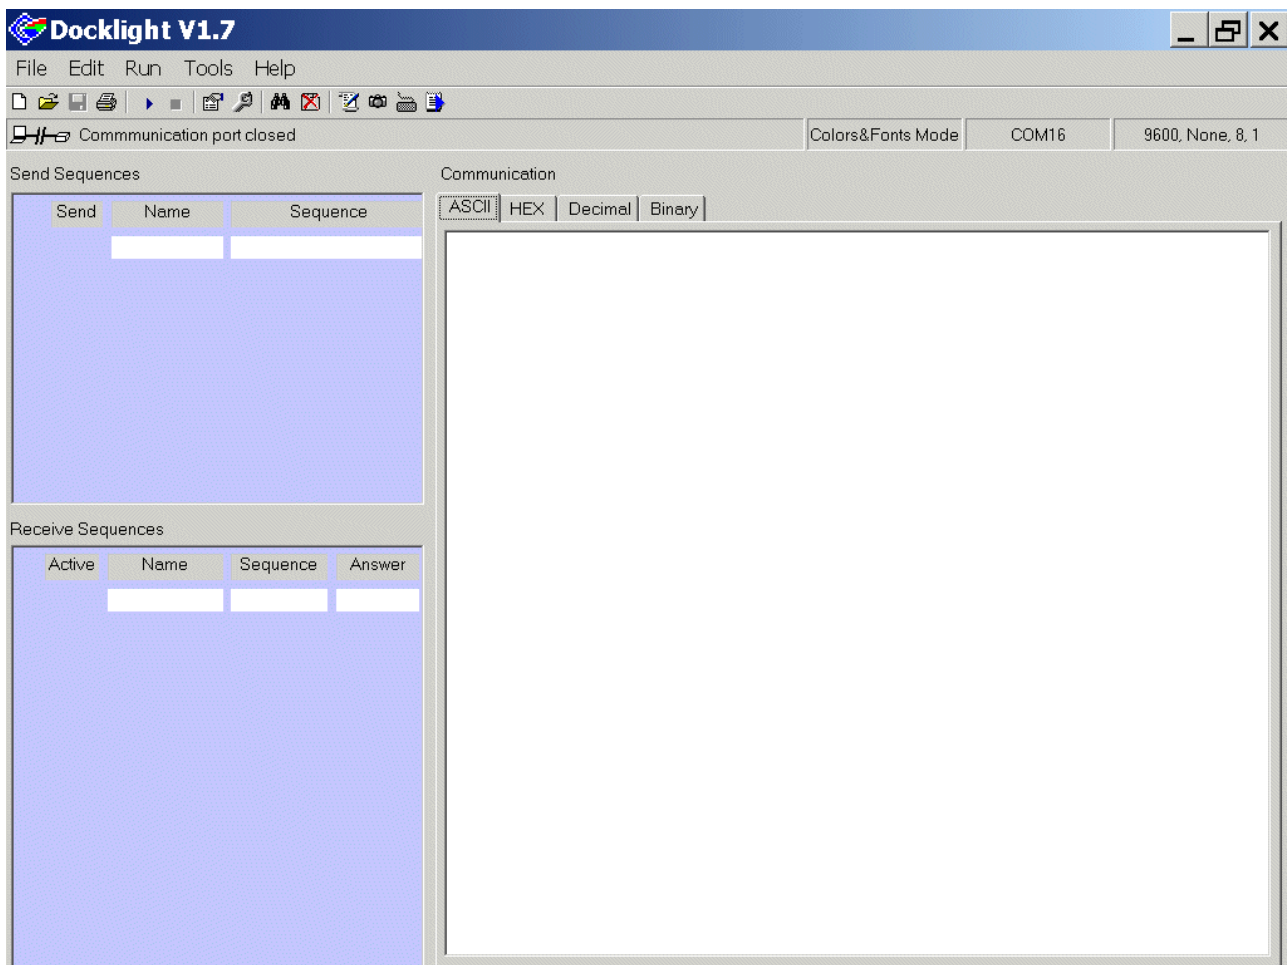 Docklight V1.7
File Edit Run Tools Help
Commmunication port closed Colors&Fonts Mode COM16 9600, None, 8, 1
Send Sequences
Send Name Sequence
Receive Sequences
Active Name Sequence Answer
Communication
ASCII HEX Decimal Binary